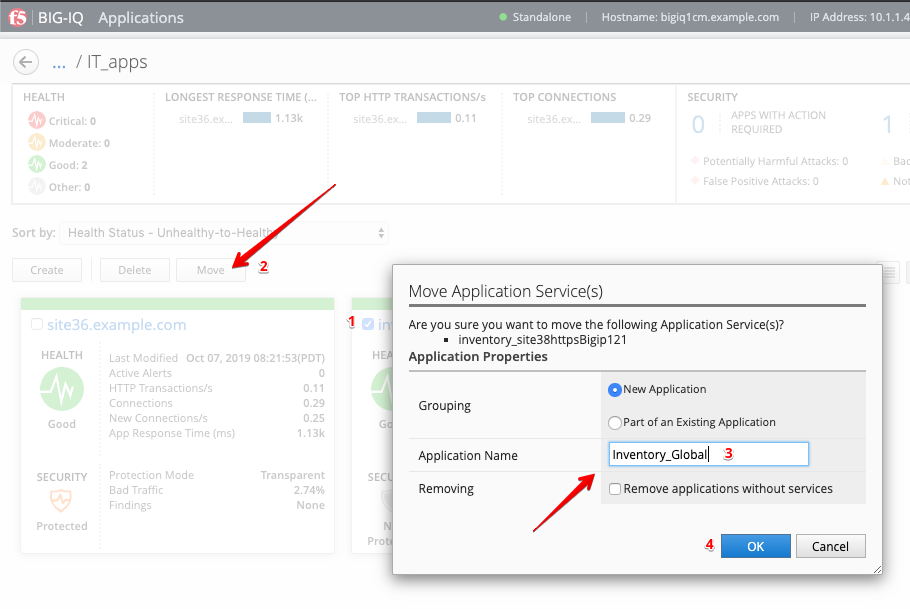 f5 BIG-IQ Applications Standalone Hostname: bigiq1cm.example.com IP Address: 10.1.1.4
... / IT_apps
HEALTH
Critical: 0
Moderate: 0
Good: 2
Other: 0
LONGEST RESPONSE TIME (...
site36.ex... 1.13k
TOP HTTP TRANSACTIONS/s
site36.ex... 0.11
TOP CONNECTIONS
site36.ex... 0.29
SECURITY
0 APPS WITH ACTION
REQUIRED
1
Potentially Harmful Attacks: 0
False Positive Attacks: 0
Bac
Not
Sort by: Health Status - Unhealthy-to-Healthy
Create Delete Move 2
site36.example.com
HEALTH
Good
Last Modified Oct 07, 2019 08:21:53(PDT)
Active Alerts 0
HTTP Transactions/s 0.11
Connections 0.29
New Connections/s 0.25
App Response Time (ms) 1.13k
SECURITY
Protected
Protection Mode Transparent
Bad Traffic 2.74%
Findings None
1 in
HEA
Go
SECU
N
Prote
Move Application Service(s)
Are you sure you want to move the following Application Service(s)?
inventory_site38httpsBigip121
Application Properties
Grouping
New Application
Part of an Existing Application
Application Name Inventory_Global 3
Removing Remove applications without services
4 OK Cancel